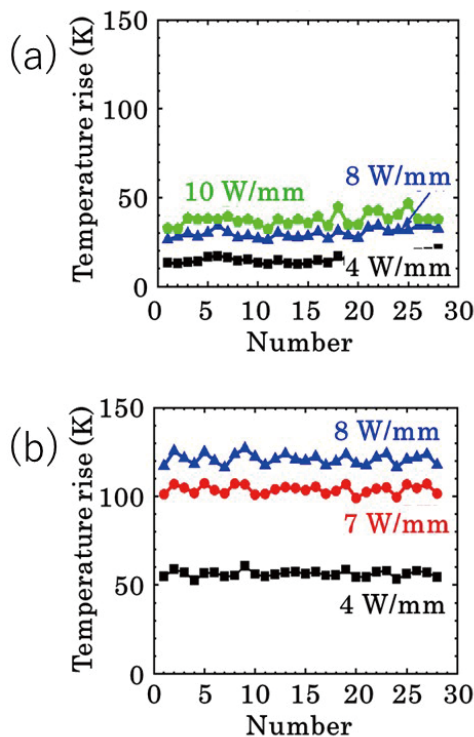 (a)
Temperature rise (K)
150
100
50
0
10 W/mm
8 W/mm
4 W/mm
0 5 10 15 20 25 30
Number
(b)
Temperature rise (K)
150
100
50
0
8 W/mm
7 W/mm
4 W/mm
0 5 10 15 20 25 30
Number